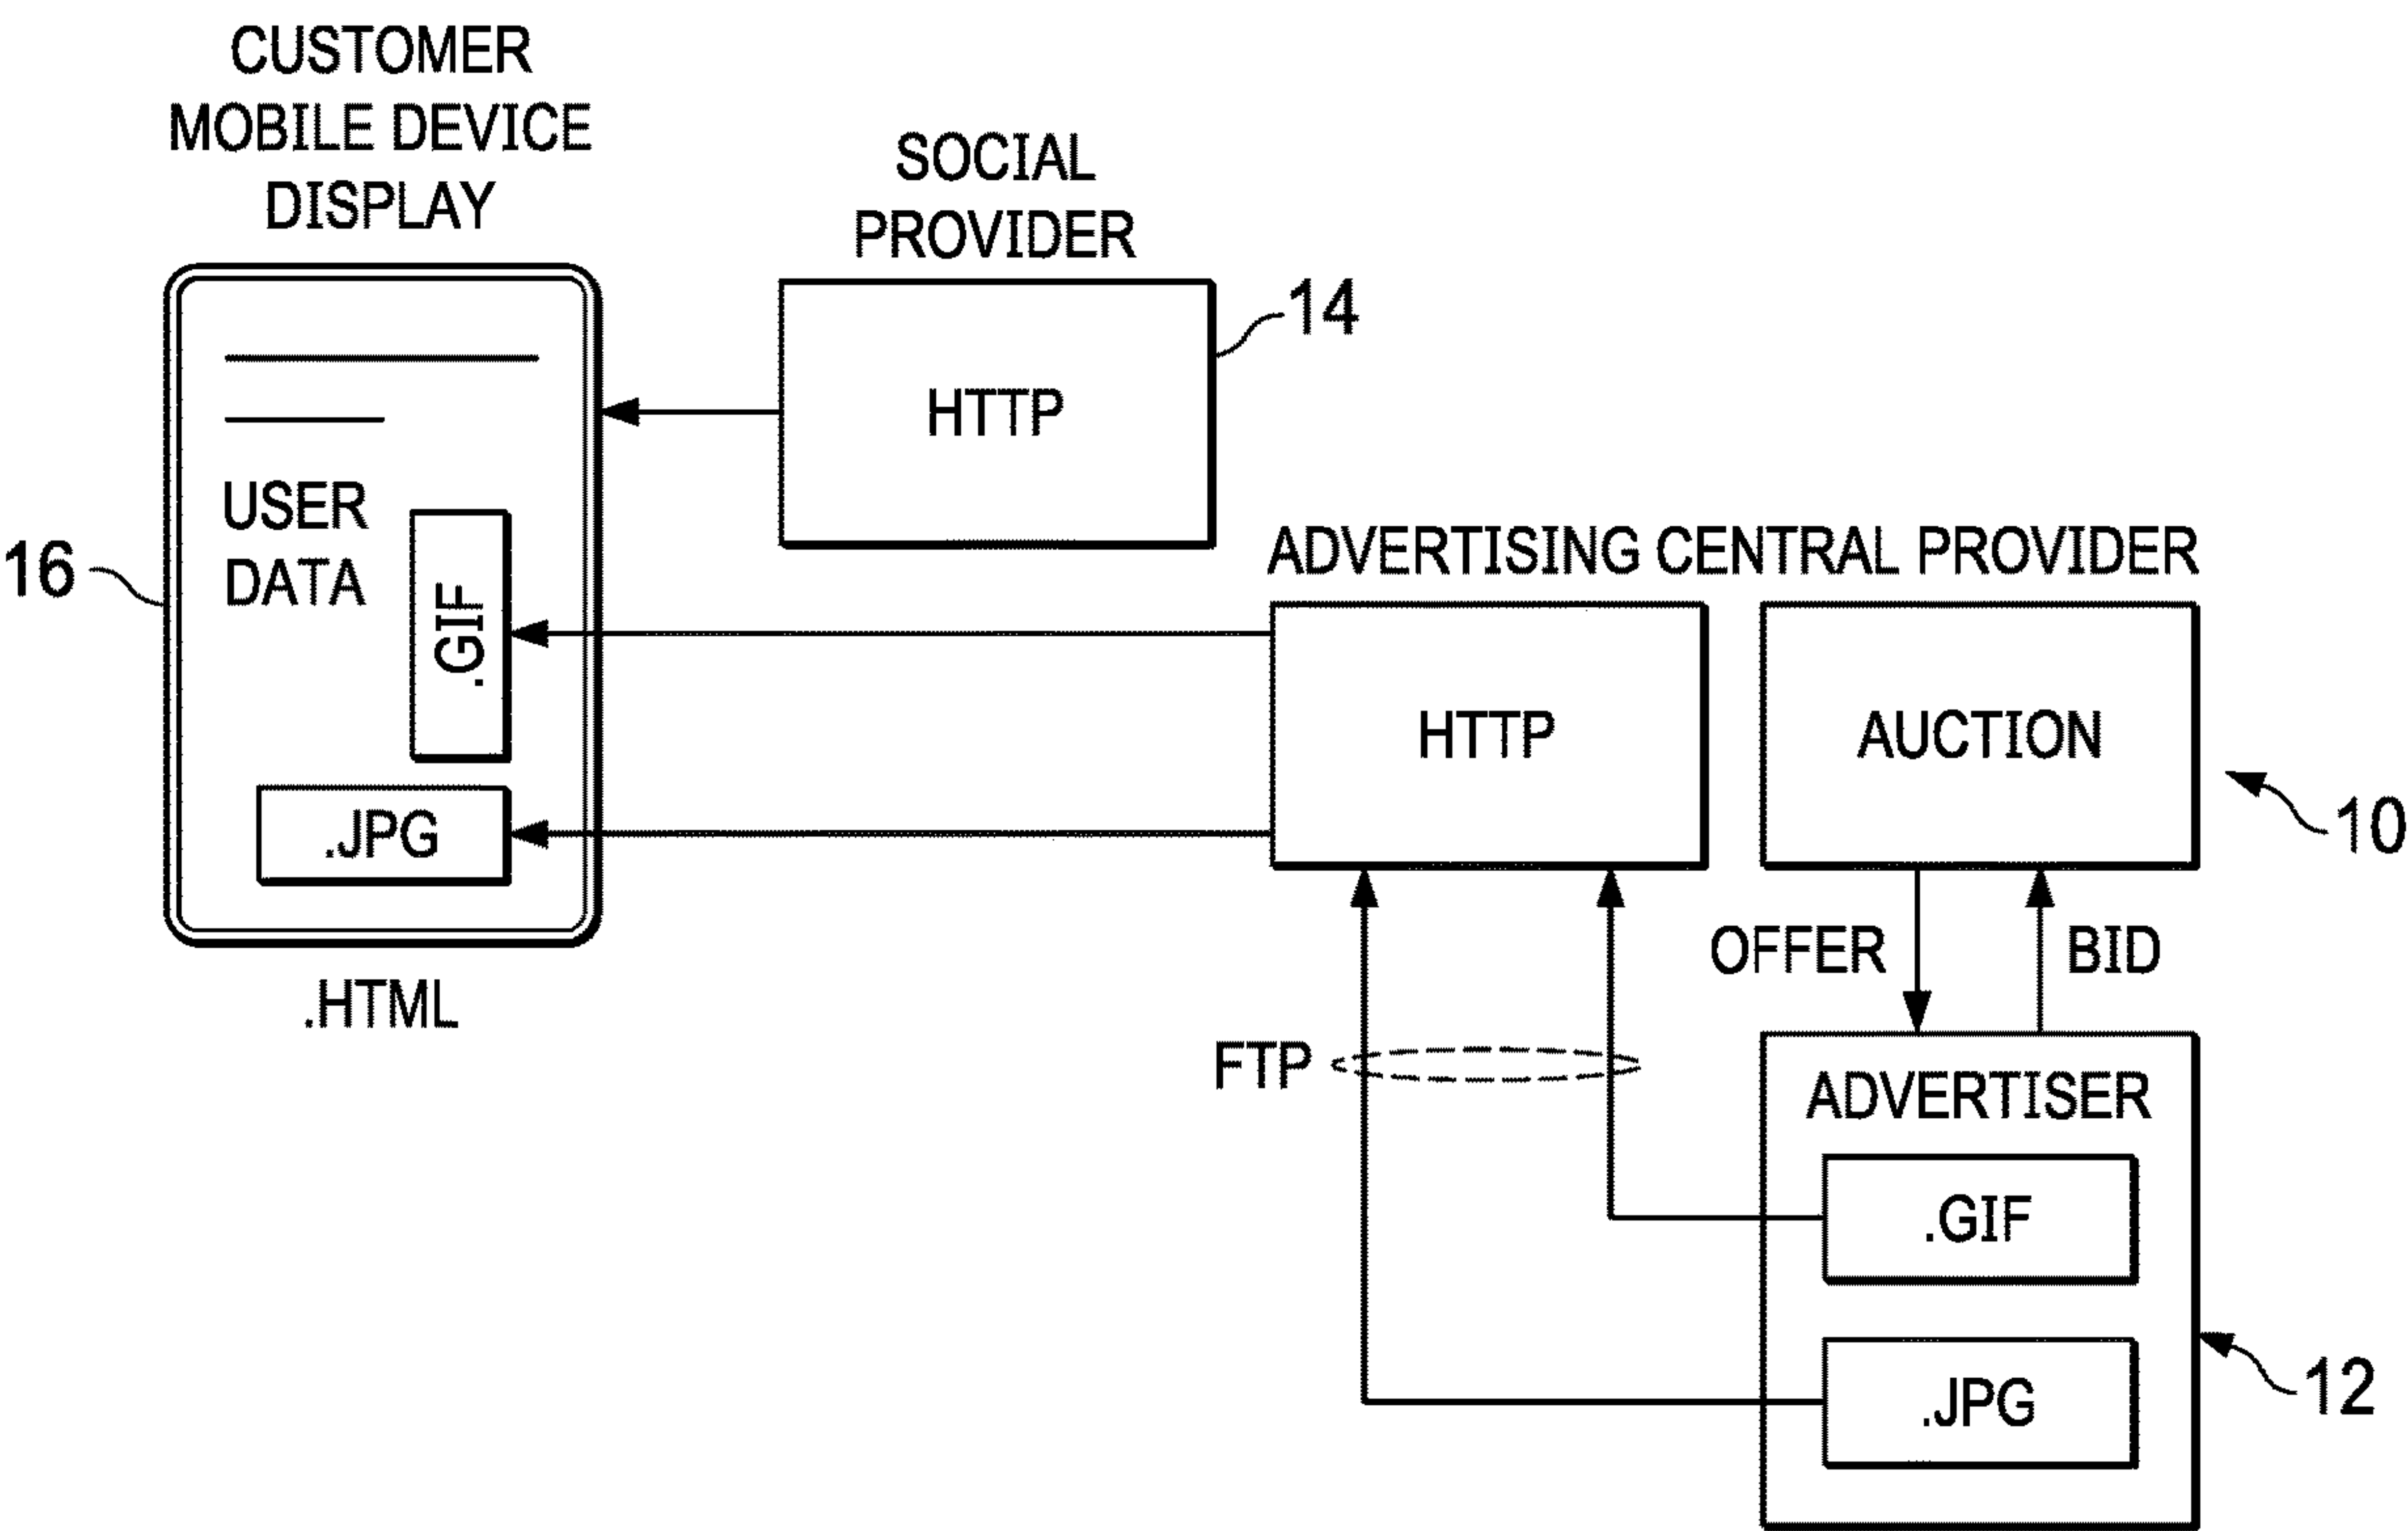 CUSTOMER
MOBILE DEVICE
DISPLAY
SOCIAL
PROVIDER
14
HTTP
USER
DATA
16
.GIF
.JPG
.HTML
ADVERTISING CENTRAL PROVIDER
HTTP
AUCTION
10
OFFER
BID
FTP
ADVERTISER
.GIF
.JPG
12